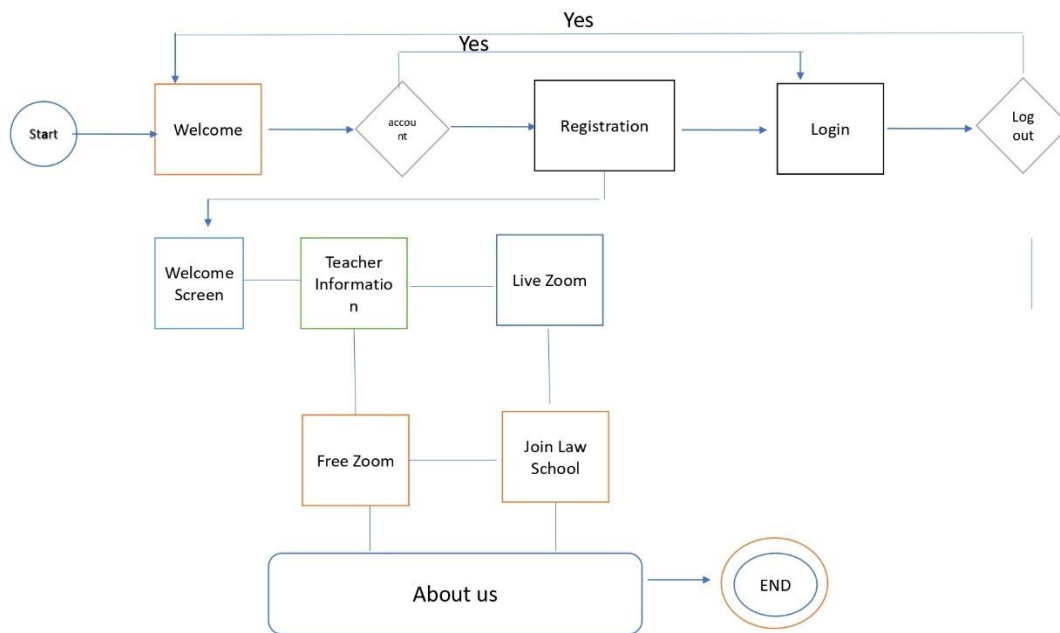 Yes
Yes
Start
Welcome
accou
nt
Registration
Login
Log
out
Welcome
Screen
Teacher
Informatio
n
Live Zoom
Free Zoom
Join Law
School
About us
END